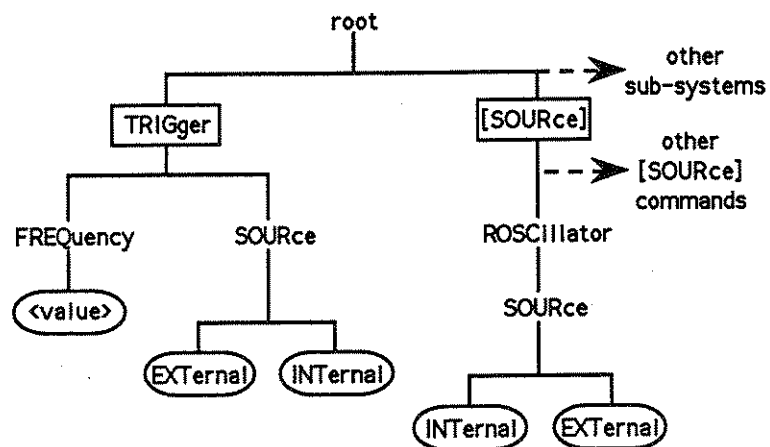 root
other
sub-systems
TRIGger
[SOURce]
other
[SOURce]
commands
FREQuency
SOURce
ROSCillator
<value>
SOURce
EXTernal
INTernal
INTernal
EXTernal